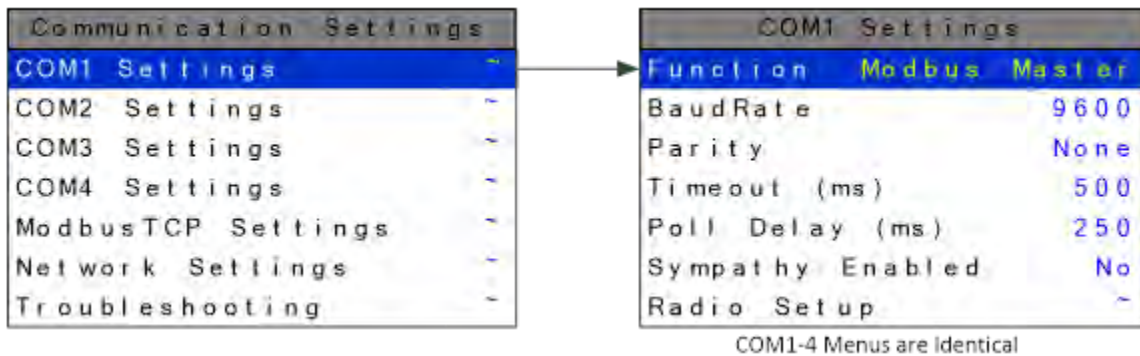 Communication Settings
COM1 Settings ~
COM2 Settings ~
COM3 Settings ~
COM4 Settings ~
ModbusTCP Settings ~
Network Settings ~
Troubleshooting ~
COM1 Settings
Function Modbus Master
BaudRate 9600
Parity None
Timeout (ms) 500
Poll Delay (ms) 250
Sympathy Enabled No
Radio Setup ~
COM1-4 Menus are Identical